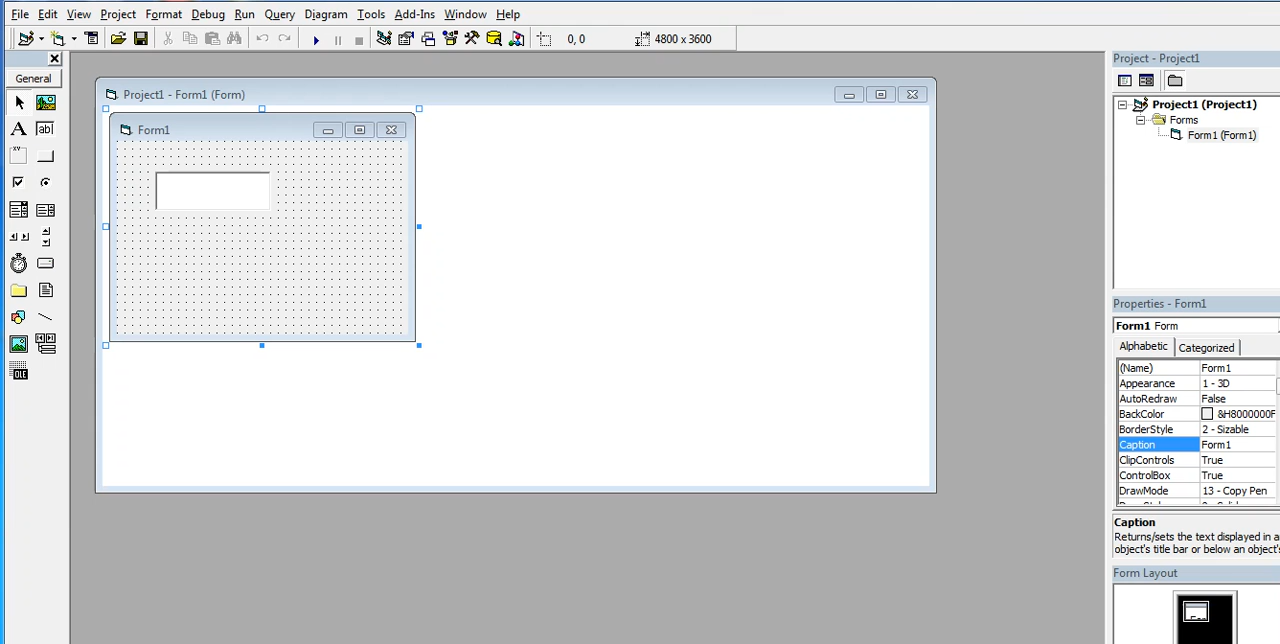 File Edit View Project Format Debug Run Query Diagram Tools Add-Ins Window Help
0, 0 4800 x 3600
General
A ab|
xv
OLE
Project1 - Form1 (Form)
Form1
Project - Project1
Project1 (Project1)
Forms
Form1 (Form1)
Properties - Form1
Form1 Form
Alphabetic Categorized
(Name) Form1
Appearance 1 - 3D
AutoRedraw False
BackColor &H8000000F
BorderStyle 2 - Sizable
Caption Form1
ClipControls True
ControlBox True
DrawMode 13 - Copy Pen
Caption
Returns/sets the text displayed in a
object's title bar or below an object's
Form Layout